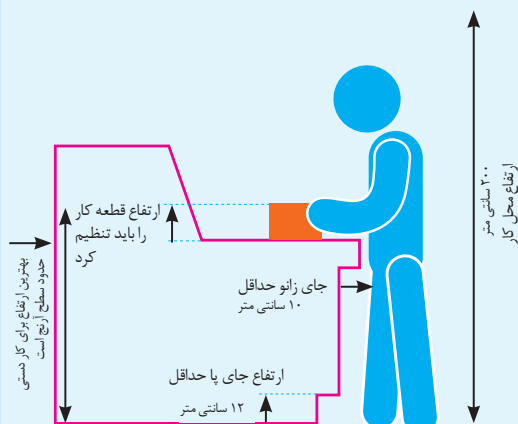 ارتفاع محل کار
۲۰۰ سانتی متر
ارتفاع قطعه کار
را باید تنظیم
کرد
بهترین ارتفاع برای کار دستی
حدود سطح آرنج است
جای زانو حداقل
۱۰ سانتی متر
ارتفاع جای پا حداقل
۱۲ سانتی متر